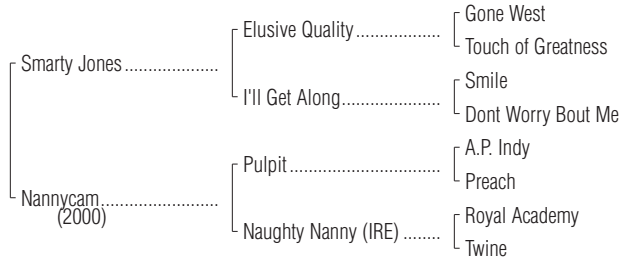 Gone West
Elusive Quality..................
Touch of Greatness
Smarty Jones....................
Smile
I'll Get Along.....................
Dont Worry Bout Me
A.P. Indy
Pulpit................................
Preach
Nannycam.........................
(2000)
Royal Academy
Naughty Nanny (IRE) ........
Twine